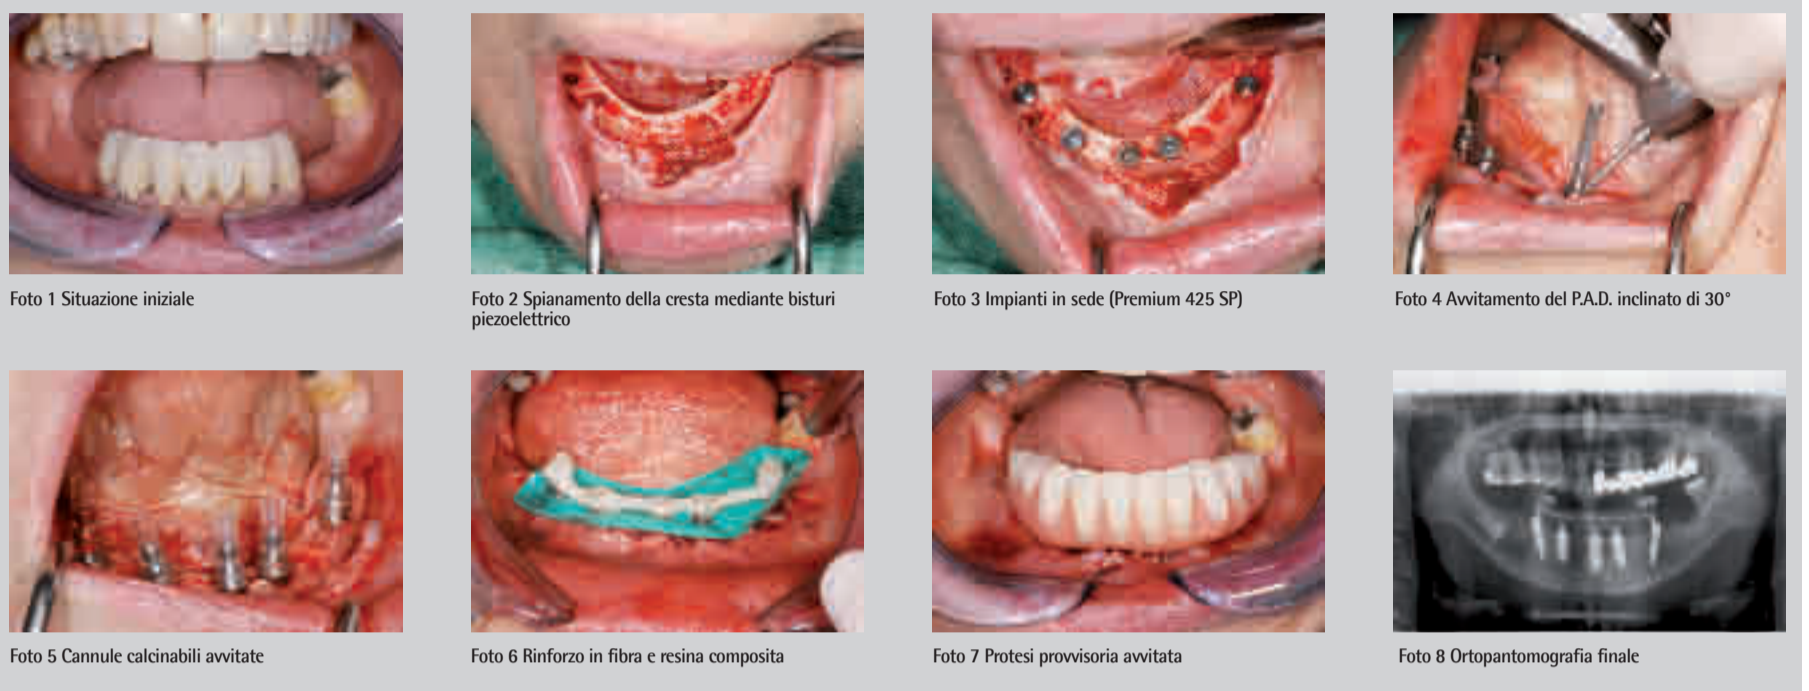 Foto 1 Situazione iniziale
Foto 2 Spianamento della cresta mediante bisturi
piezoelettrico
Foto 3 Impianti in sede (Premium 425 SP)
Foto 4 Avvitamento del P.A.D. inclinato di 30°
Foto 5 Cannule calcinabili avvitate
Foto 6 Rinforzo in fibra e resina composita
Foto 7 Protesi provvisoria avvitata
Foto 8 Ortopantomografia finale